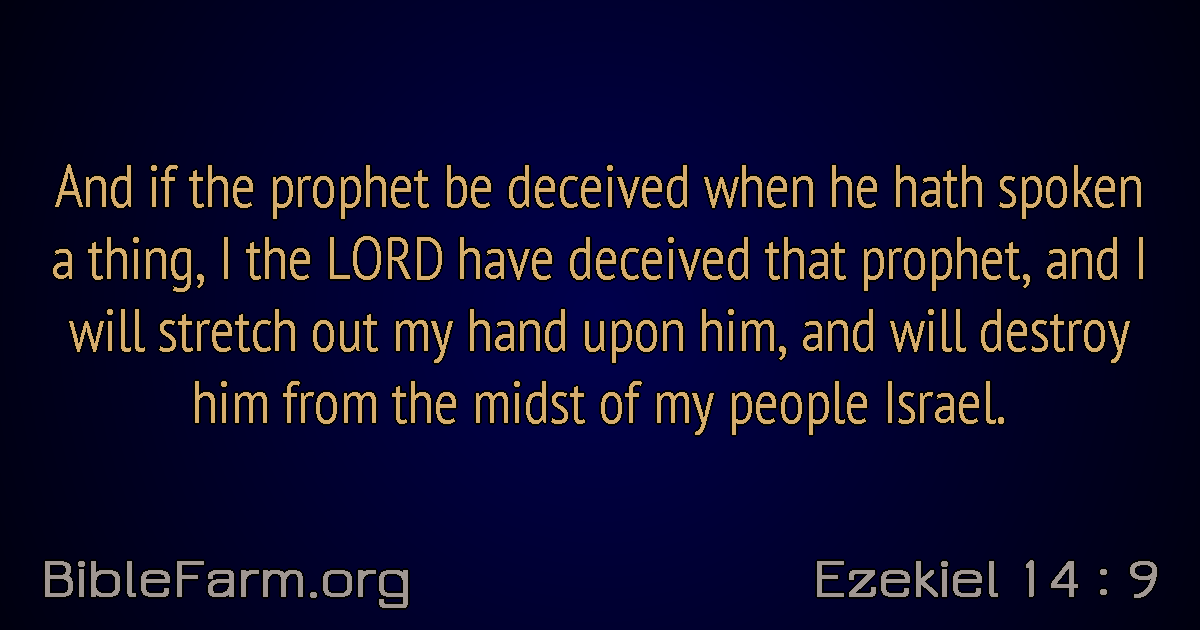 And if the prophet be deceived when he hath spoken
a thing, I the LORD have deceived that prophet, and I
will stretch out my hand upon him, and will destroy
him from the midst of my people Israel.
BibleFarm.org
Ezekiel 14 : 9